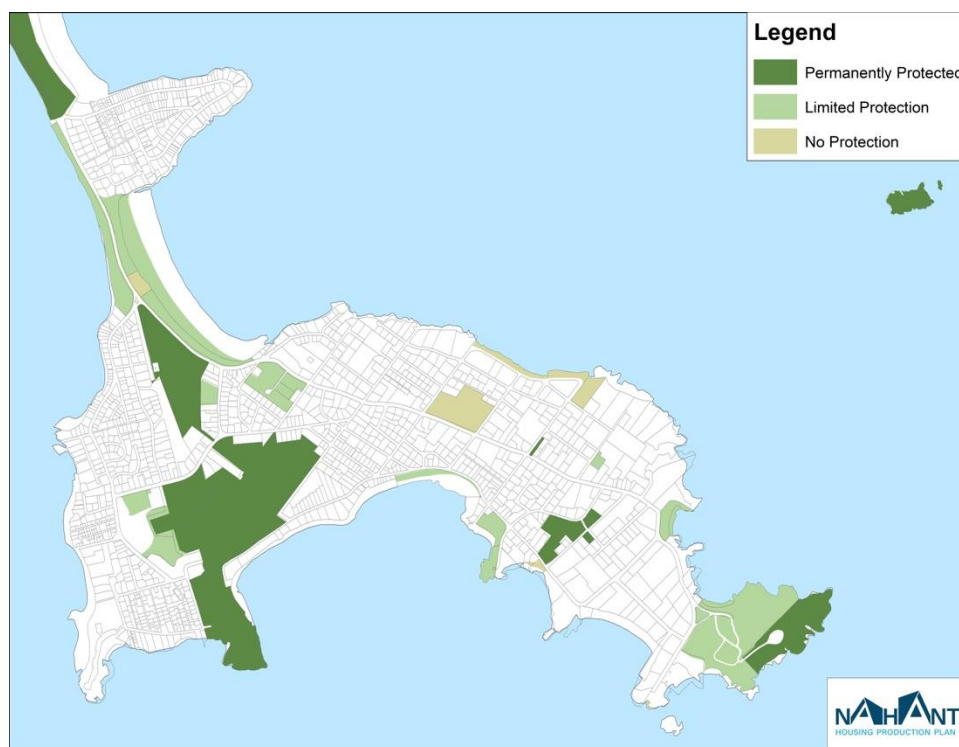 Legend
Permanently Protected
Limited Protection
No Protection
NAHANT
HOUSING PRODUCTION PLAN